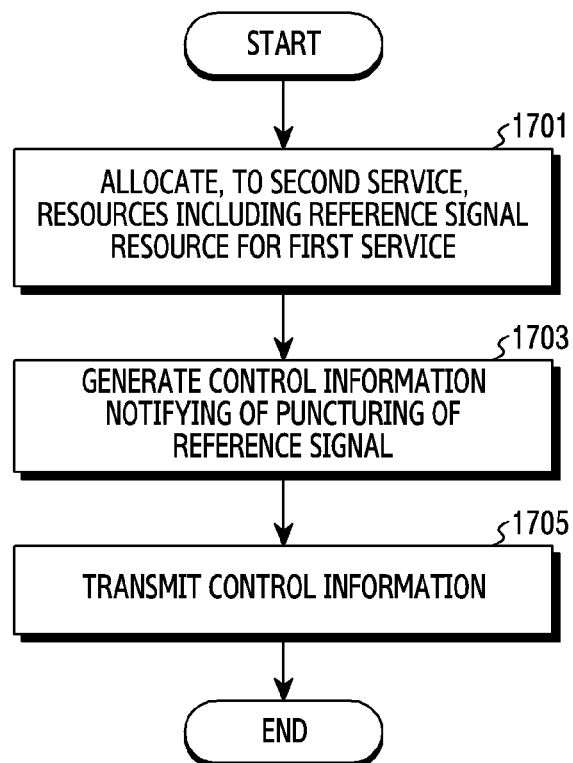 START
1701
ALLOCATE, TO SECOND SERVICE,
RESOURCES INCLUDING REFERENCE SIGNAL
RESOURCE FOR FIRST SERVICE
1703
GENERATE CONTROL INFORMATION
NOTIFYING OF PUNCTURING OF
REFERENCE SIGNAL
1705
TRANSMIT CONTROL INFORMATION
END